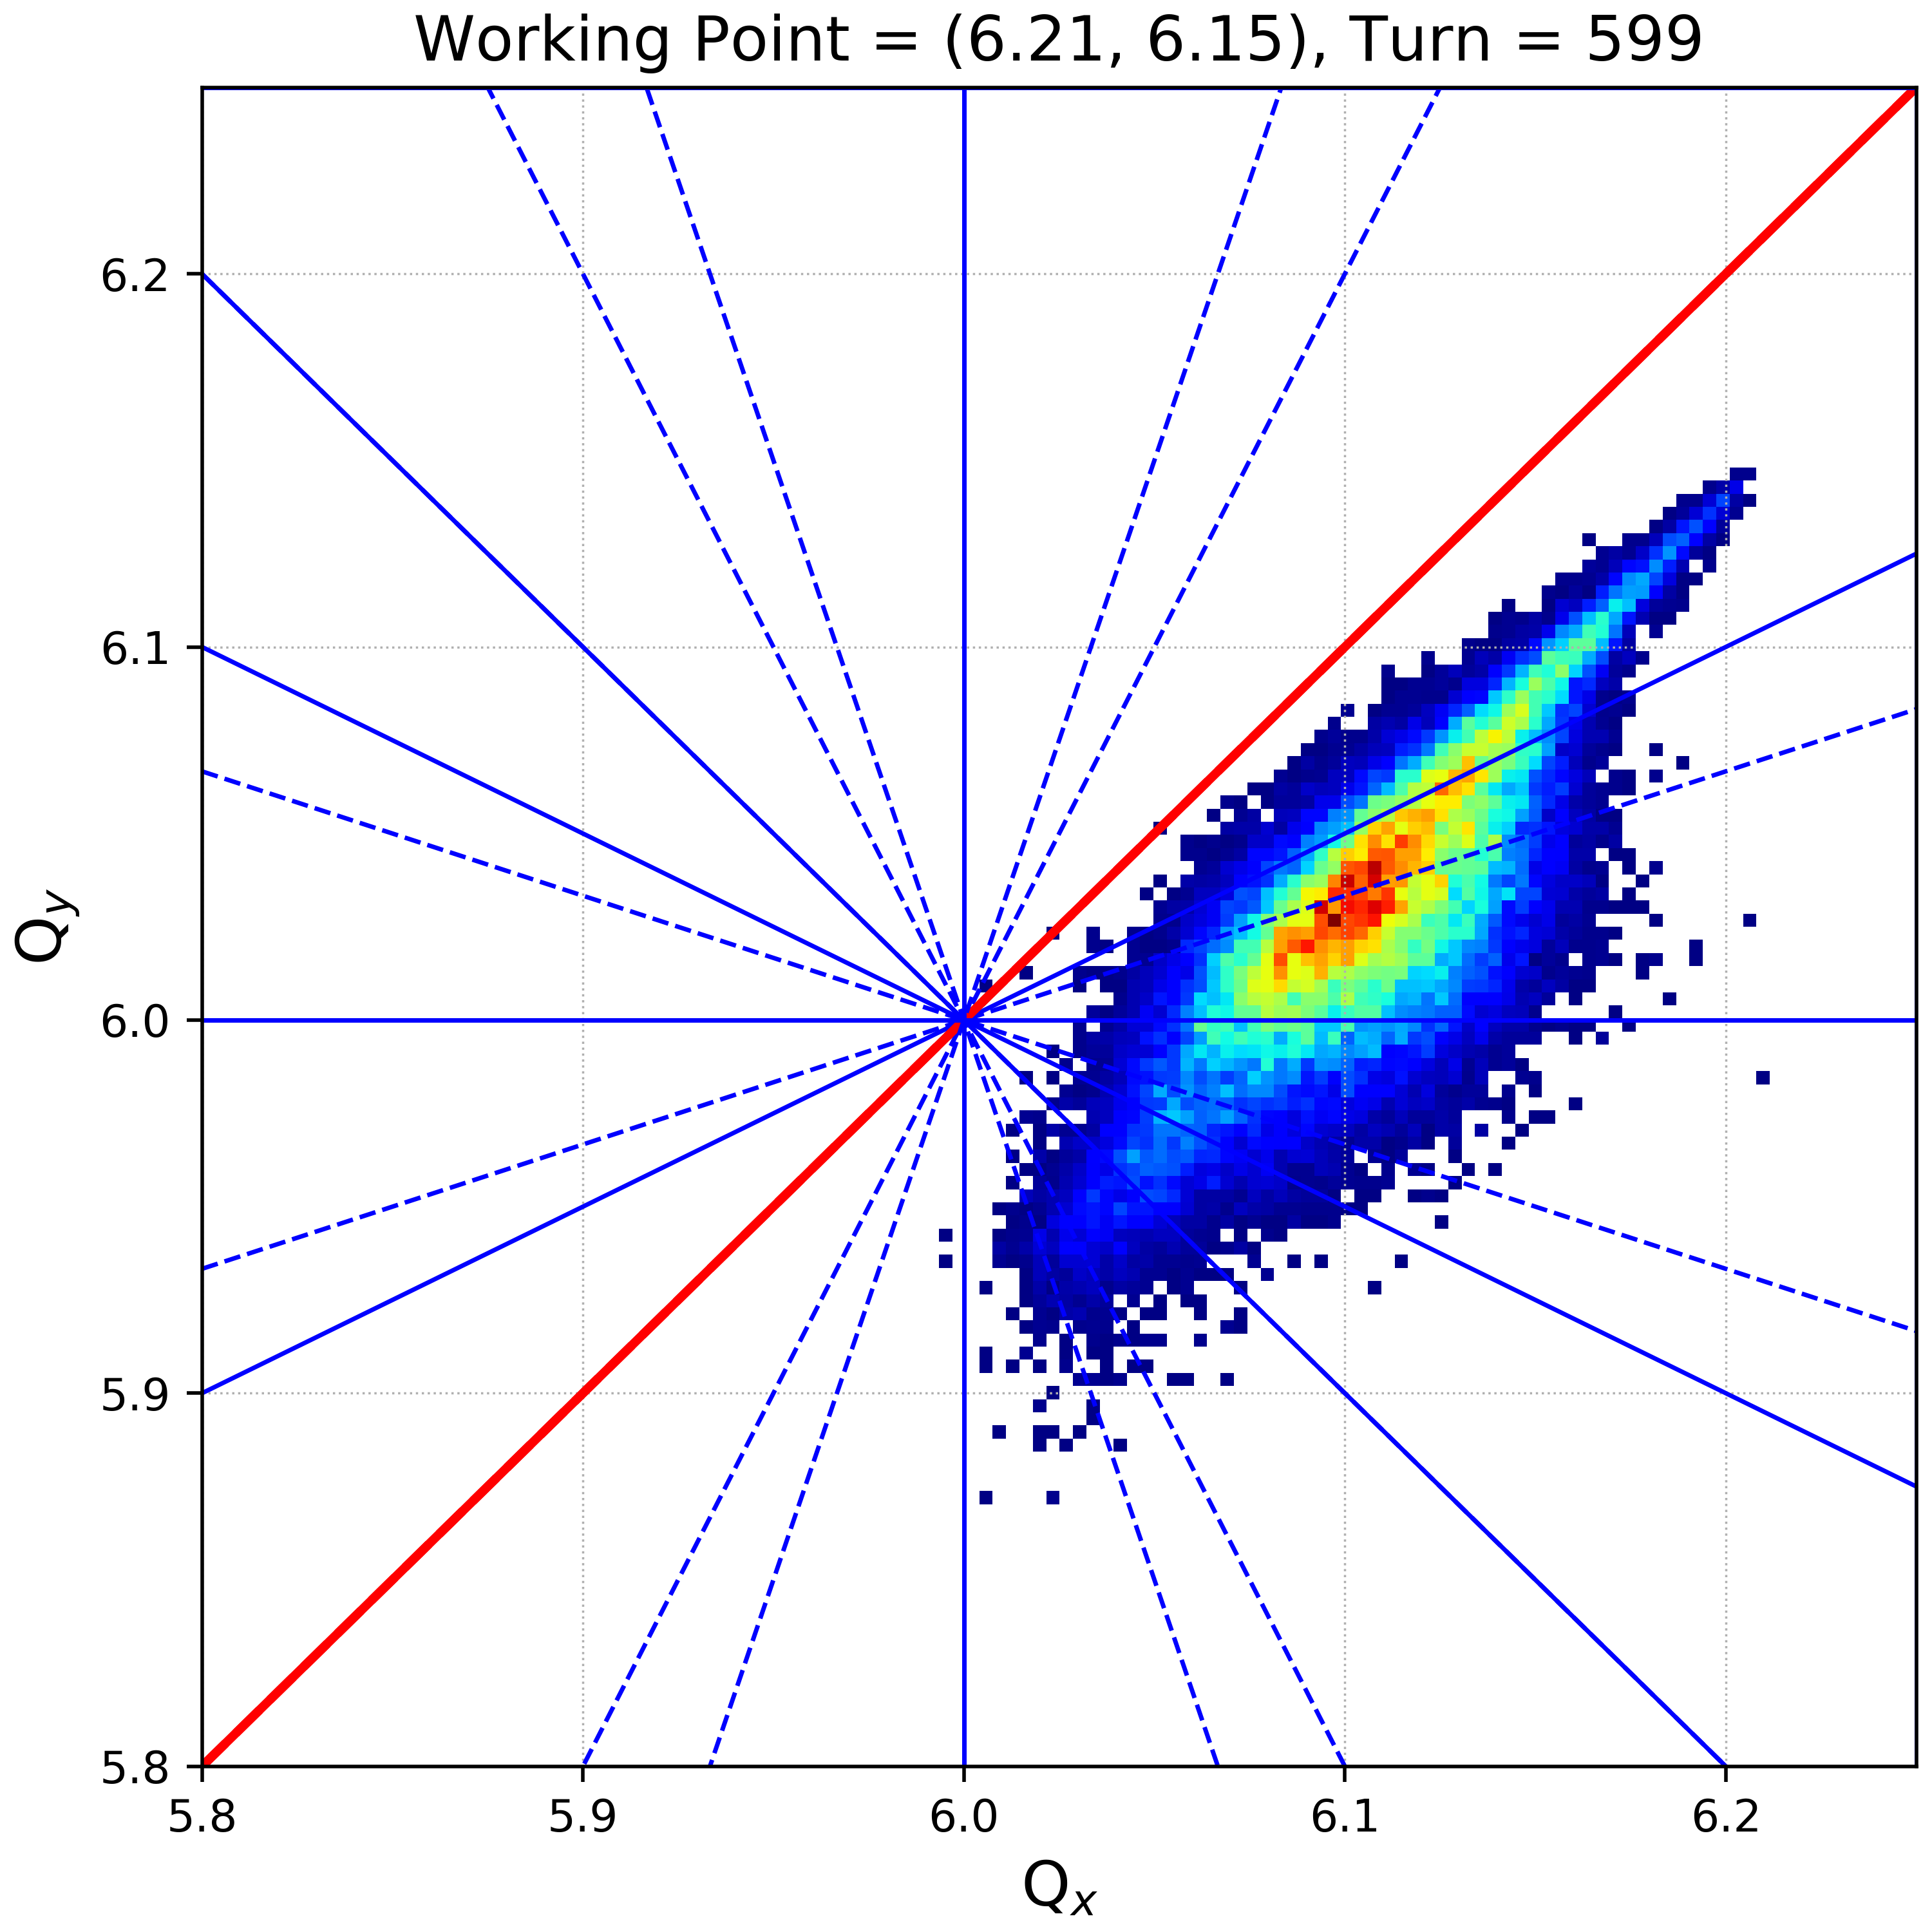 Working Point = (6.21, 6.15), Turn = 599
6.2
6.1
6.0
5.9
5.8
Qy
5.8 5.9 6.0 6.1 6.2
Qx